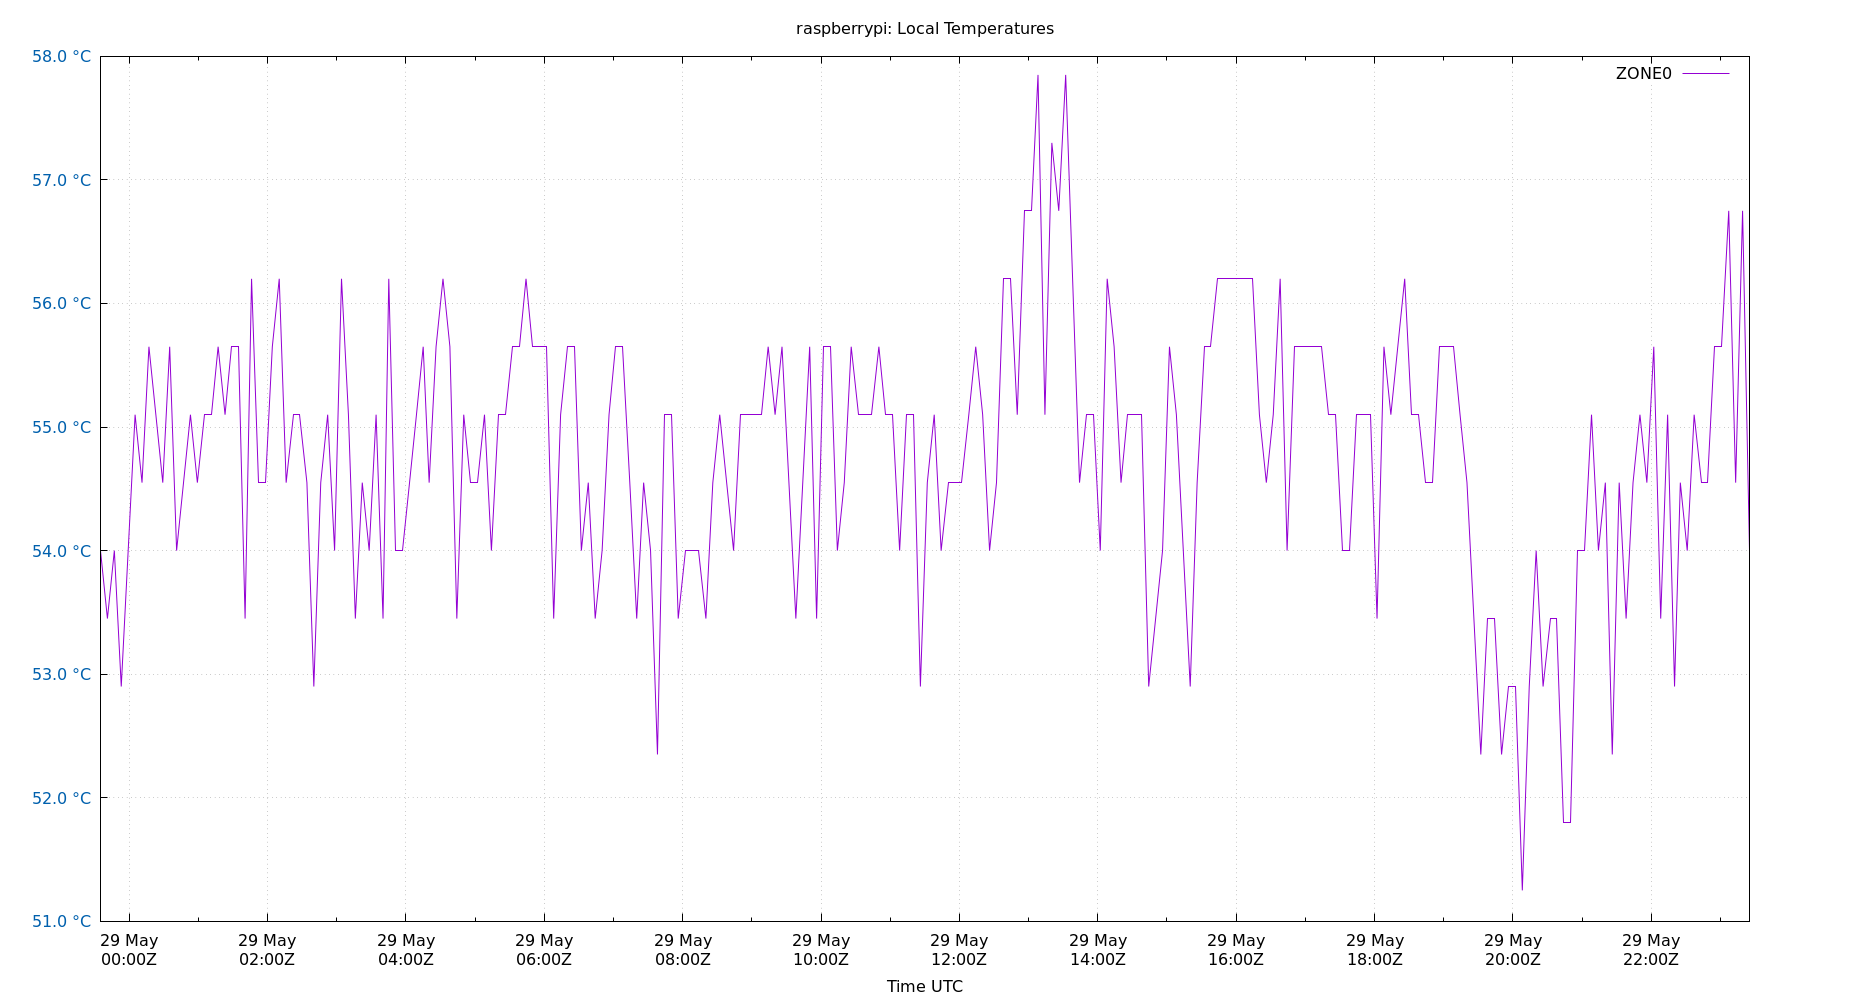 raspberrypi: Local Temperatures
ZONE0
58.0 °C
57.0 °C
56.0 °C
55.0 °C
54.0 °C
53.0 °C
52.0 °C
51.0 °C
29 May 29 May 29 May 29 May 29 May 29 May 29 May 29 May 29 May 29 May 29 May 29 May
00:00Z 02:00Z 04:00Z 06:00Z 08:00Z 10:00Z 12:00Z 14:00Z 16:00Z 18:00Z 20:00Z 22:00Z
Time UTC